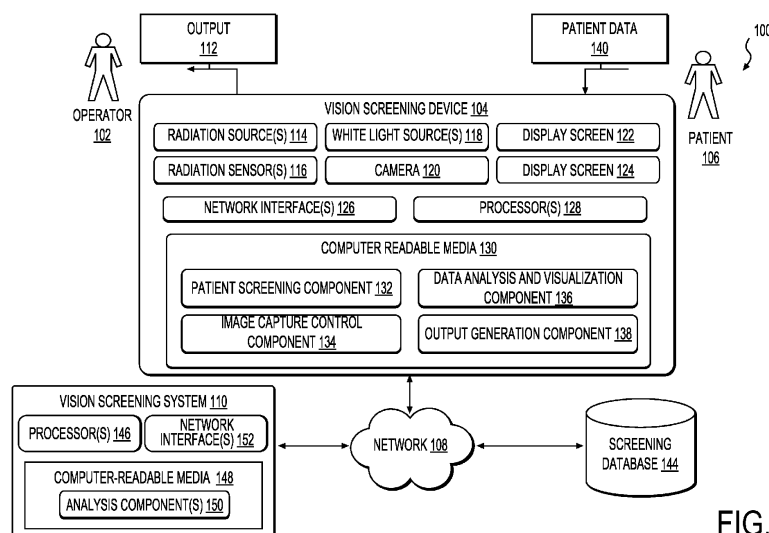 OUTPUT
112
PATIENT DATA
140
100
OPERATOR
102
PATIENT
106
VISION SCREENING DEVICE 104
RADIATION SOURCE(S) 114
WHITE LIGHT SOURCE(S) 118
DISPLAY SCREEN 122
RADIATION SENSOR(S) 116
CAMERA 120
DISPLAY SCREEN 124
NETWORK INTERFACE(S) 126
PROCESSOR(S) 128
COMPUTER READABLE MEDIA 130
PATIENT SCREENING COMPONENT 132
DATA ANALYSIS AND VISUALIZATION
COMPONENT 136
IMAGE CAPTURE CONTROL
COMPONENT 134
OUTPUT GENERATION COMPONENT 138
VISION SCREENING SYSTEM 110
PROCESSOR(S) 146
NETWORK
INTERFACE(S) 152
COMPUTER-READABLE MEDIA 148
ANALYSIS COMPONENT(S) 150
NETWORK 108
SCREENING
DATABASE 144
FIG.